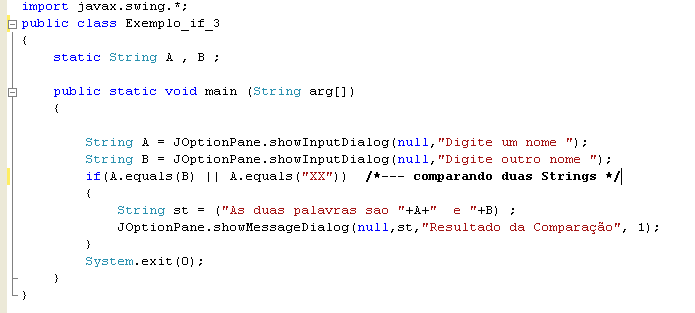 import javax.swing.*;
public class Exemplo_if_3
{
static String A , B ;
public static void main (String arg[])
{
String A = JOptionPane.showInputDialog(null,"Digite um nome ");
String B = JOptionPane.showInputDialog(null,"Digite outro nome ");
if(A.equals(B) || A.equals("XX"))  /*--- comparando duas Strings */
{
String st = ("As duas palavras sao "+A+"  e "+B) ;
JOptionPane.showMessageDialog(null,st,"Resultado da Comparação", 1);
}
System.exit(0);
}
}